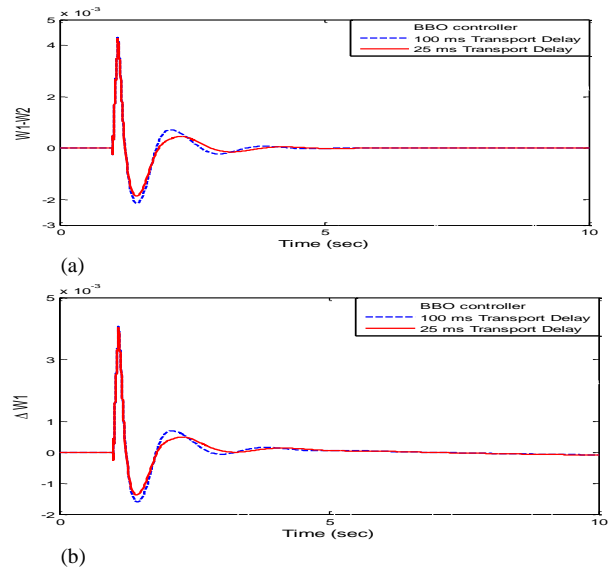 x 10⁻³
5
4
2
0
-2
-3
W1-W2
BBO controller
100 ms Transport Delay
25 ms Transport Delay
0
5
10
Time (sec)
(a)
x 10⁻³
5
3
1
0
-1
-2
Δ W1
BBO controller
100 ms Transport Delay
25 ms Transport Delay
0
5
10
Time (sec)
(b)